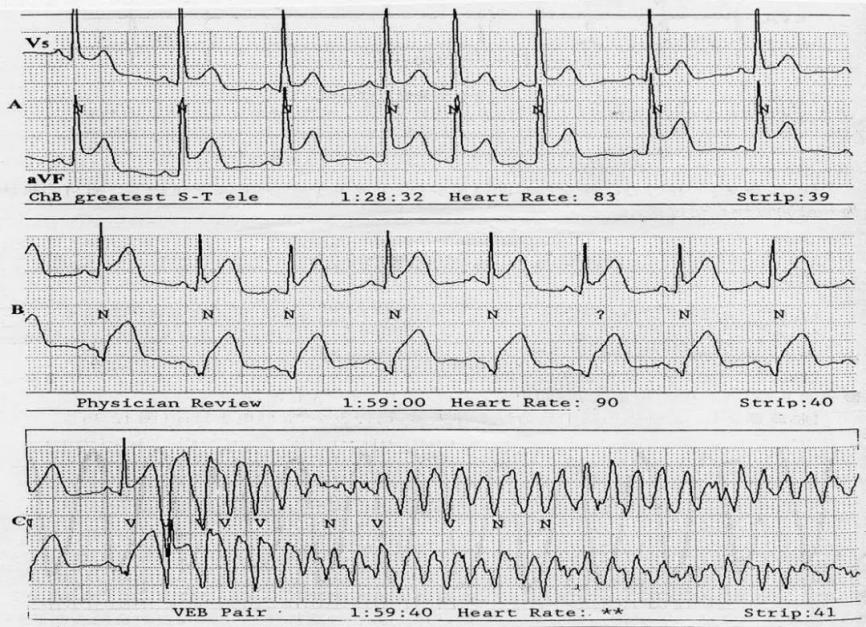 V5
A
N N N N N N N N
aVF
ChB greatest S-T ele 1:28:32 Heart Rate: 83 Strip:39
B
N N N N N ? N N
Physician Review 1:59:00 Heart Rate: 90 Strip:40
C
V V V V N V V N N
VEB Pair 1:59:40 Heart Rate: ** Strip:41